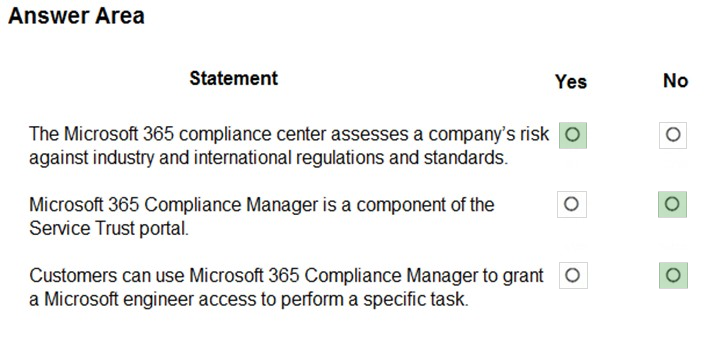 Answer Area
Statement Yes No
The Microsoft 365 compliance center assesses a company's risk
against industry and international regulations and standards.
Microsoft 365 Compliance Manager is a component of the
Service Trust portal.
Customers can use Microsoft 365 Compliance Manager to grant
a Microsoft engineer access to perform a specific task.